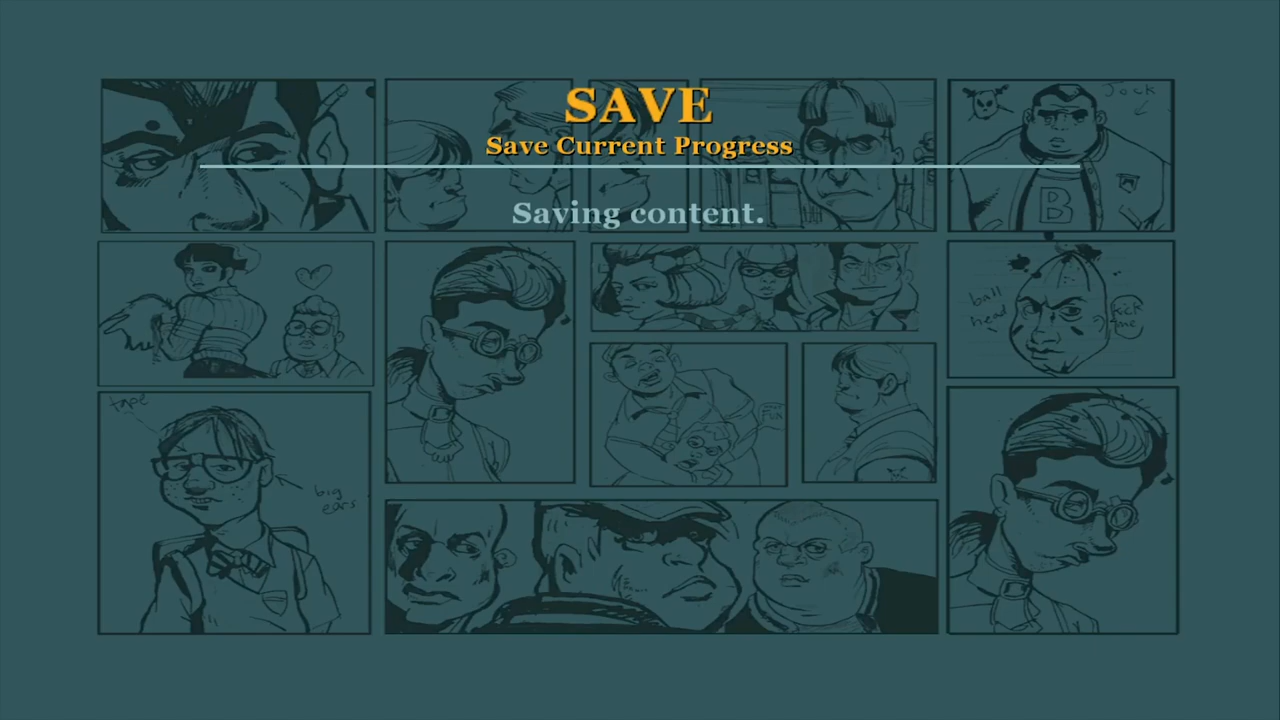 SAVE
Save Current Progress
Saving content.
Jock
B
ball
head
kick
me
tape
big
ears